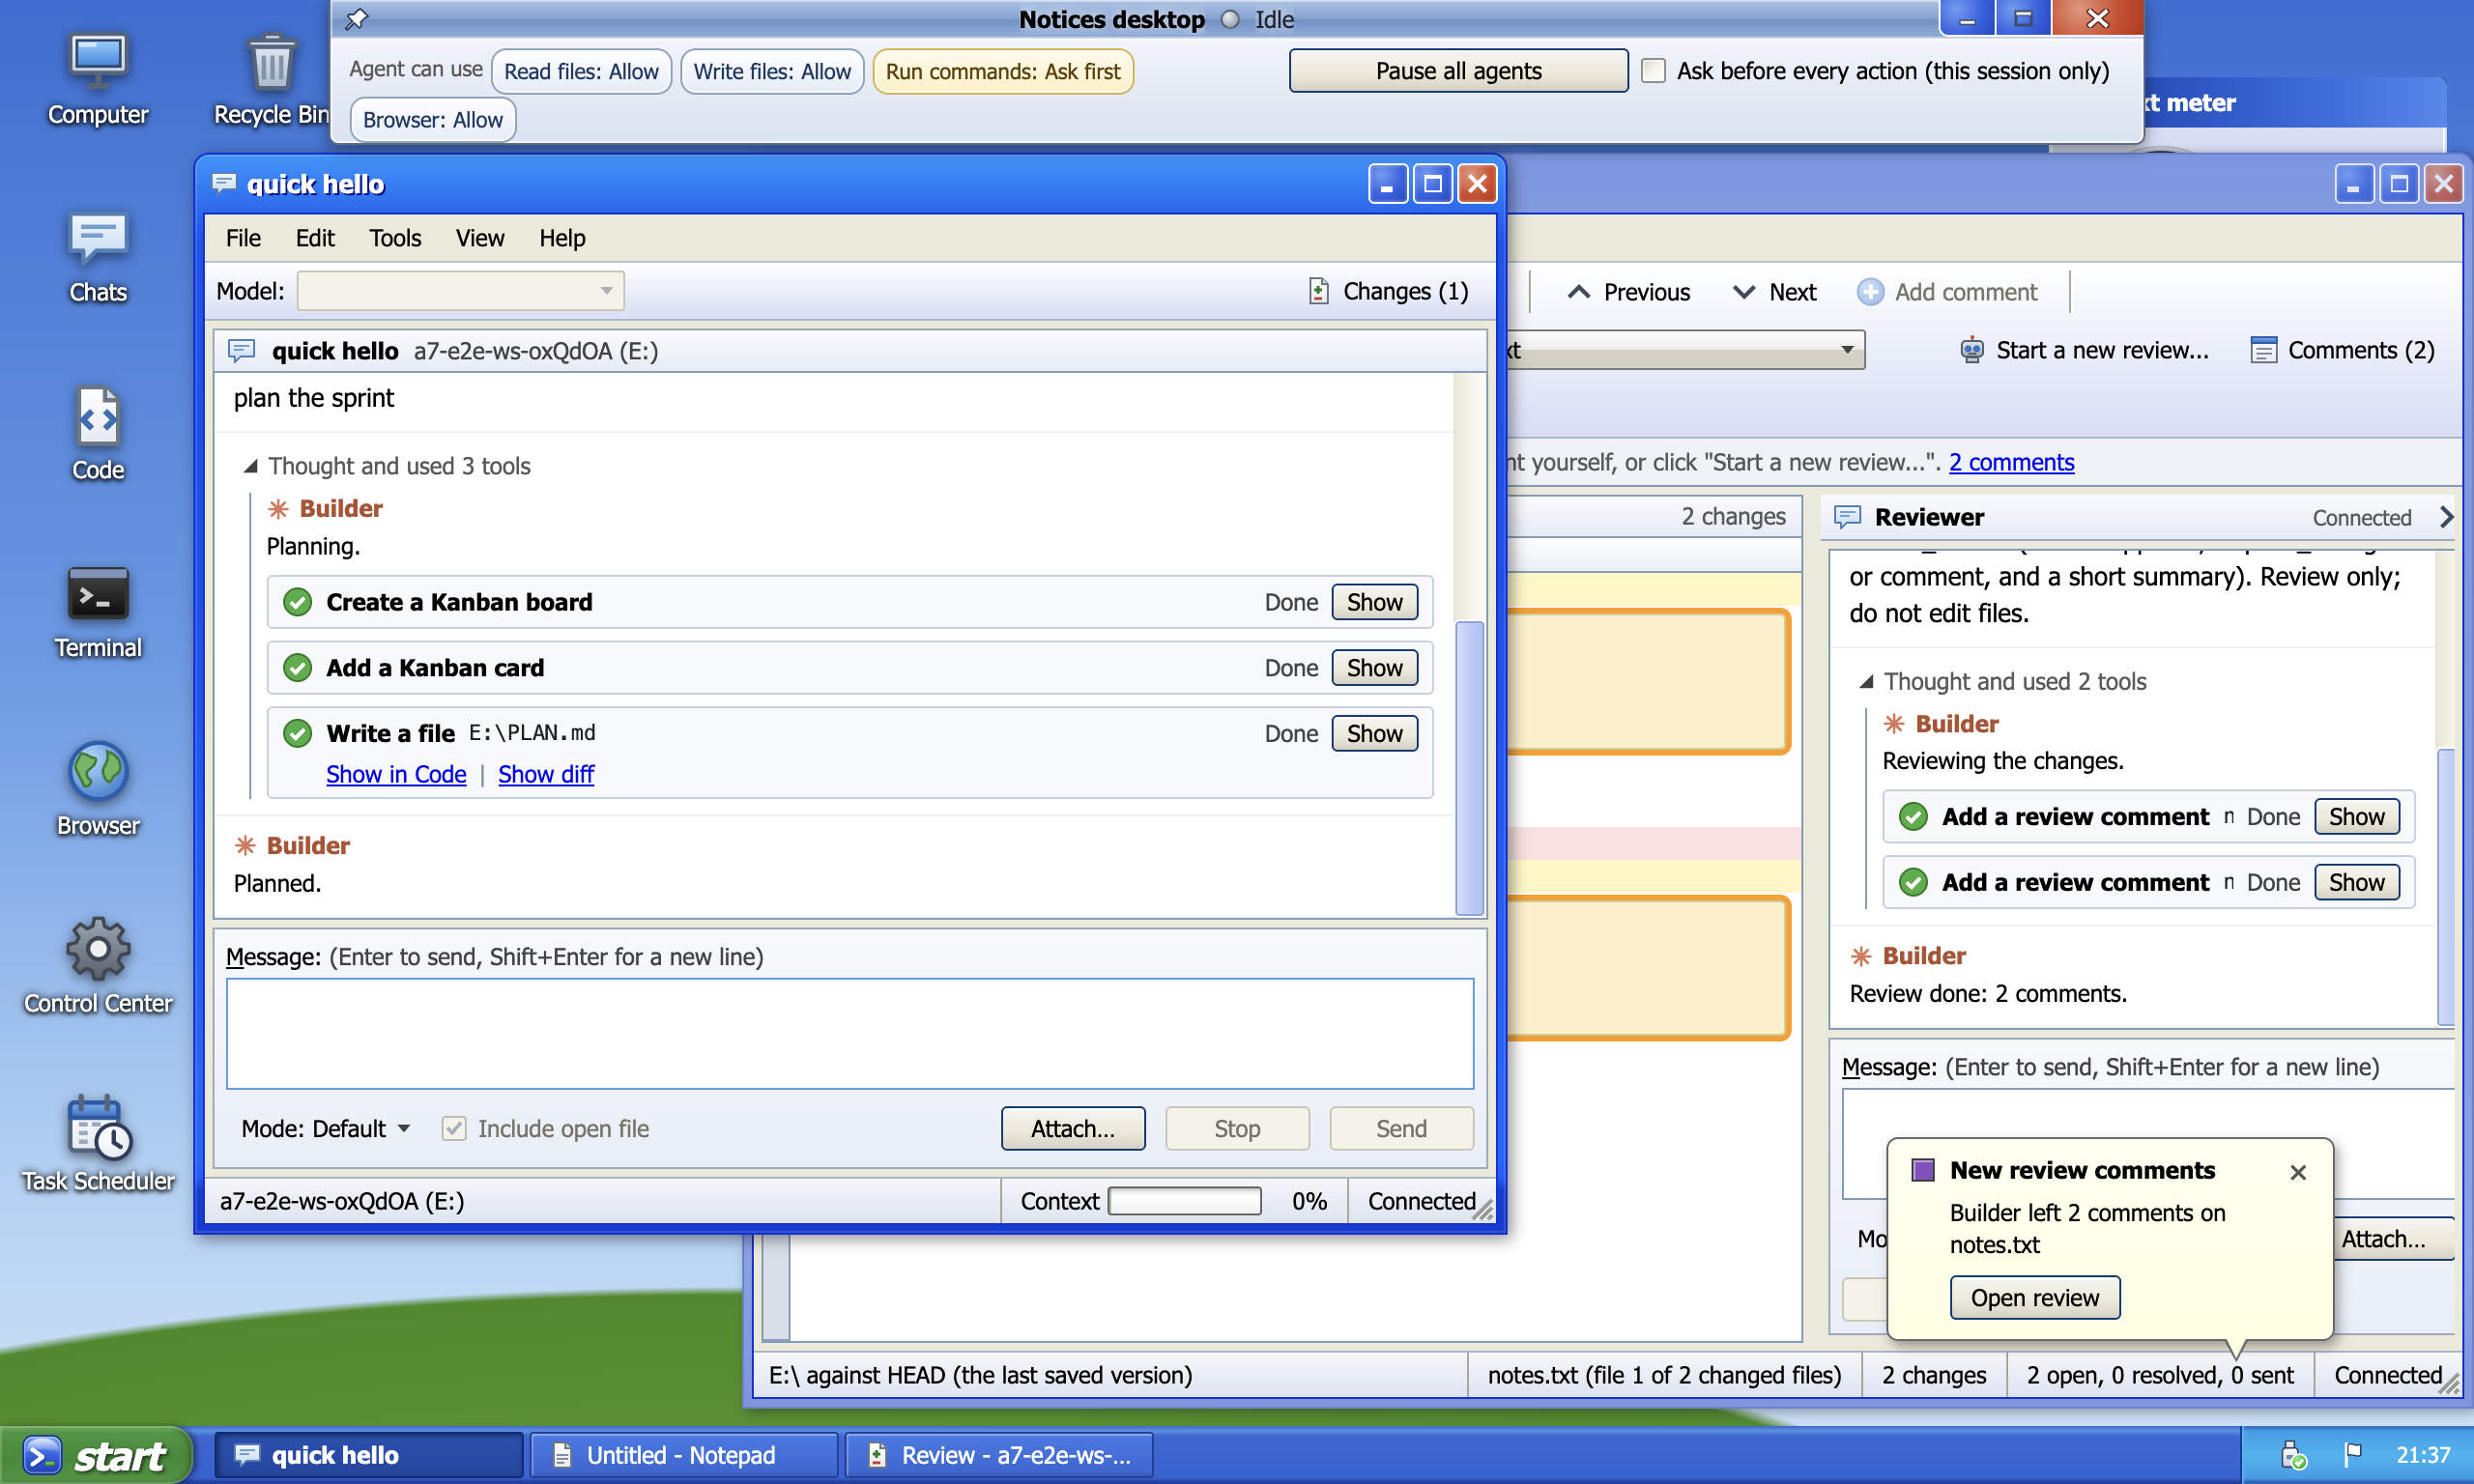 Computer
Recycle Bin
Chats
Code
Terminal
Browser
Control Center
Task Scheduler
Notices desktop Idle
Agent can use Read files: Allow Write files: Allow Run commands: Ask first
Browser: Allow
Pause all agents Ask before every action (this session only)
meter
quick hello
File Edit Tools View Help
Model: Changes (1)
quick hello a7-e2e-ws-oxQdOA (E:)
plan the sprint
Thought and used 3 tools
Builder
Planning.
Create a Kanban board Done Show
Add a Kanban card Done Show
Write a file E:\PLAN.md Done Show
Show in Code | Show diff
Builder
Planned.
Message: (Enter to send, Shift+Enter for a new line)
Mode: Default Include open file Attach... Stop Send
a7-e2e-ws-oxQdOA (E:) Context 0% Connected
Previous Next Add comment
Start a new review... Comments (2)
yourself, or click "Start a new review...". 2 comments
2 changes
Reviewer Connected
or comment, and a short summary). Review only;
do not edit files.
Thought and used 2 tools
Builder
Reviewing the changes.
Add a review comment Done Show
Add a review comment Done Show
Builder
Review done: 2 comments.
Message: (Enter to send, Shift+Enter for a new line)
Attach...
New review comments
Builder left 2 comments on
notes.txt
Open review
E:\ against HEAD (the last saved version) notes.txt (file 1 of 2 changed files) 2 changes 2 open, 0 resolved, 0 sent Connected
start quick hello Untitled - Notepad Review - a7-e2e-ws-... 21:37